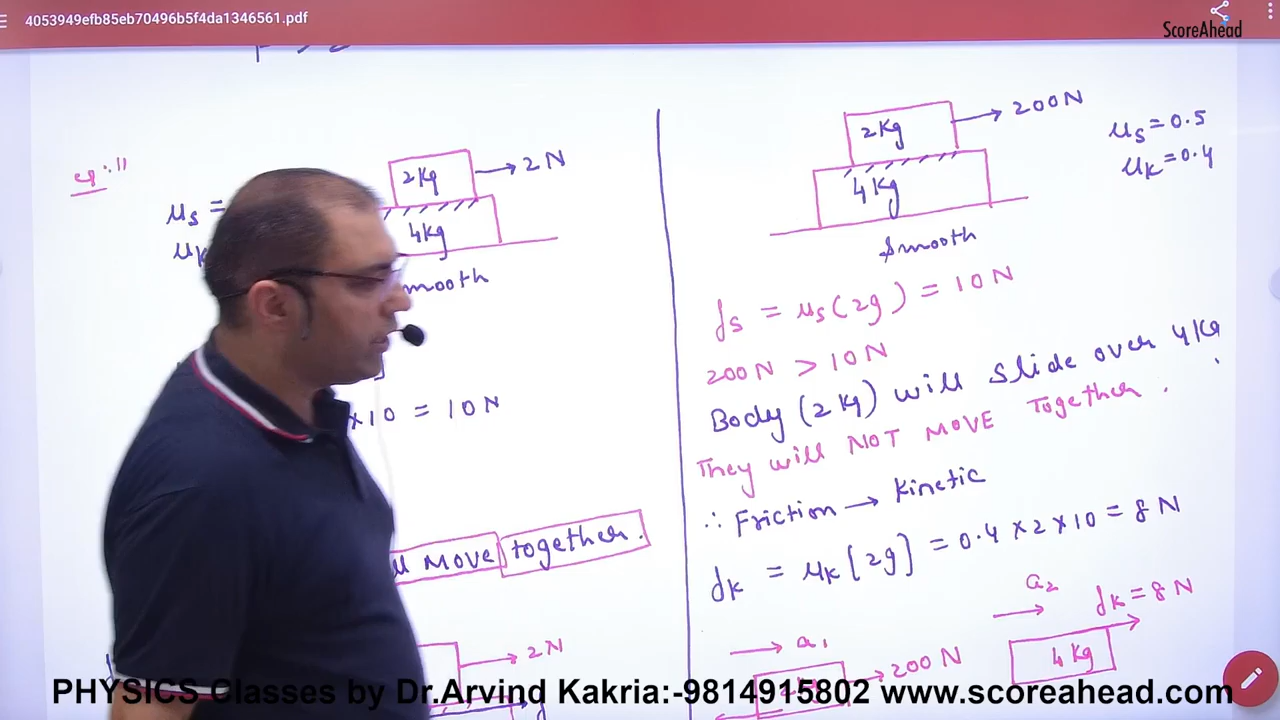 4053949efb85eb70496b5f4da1346561.pdf
ScoreAhead
eg:11
2Kg
2N
μs =
μk
4Kg
mooth
×10 = 10N
move together.
2N
2Kg
200N
μs=0.5
μk=0.4
4Kg
Smooth
fs = μs(2g) = 10N
200N > 10N
Body (2Kg) will slide over 4Kg
They will NOT MOVE Together.
∴ Friction → Kinetic
fk = μk[2g] = 0.4×2×10 = 8N
a1
200N
a2
fk=8N
4Kg
PHYSICS Classes by Dr.Arvind Kakria:-9814915802 www.scoreahead.com